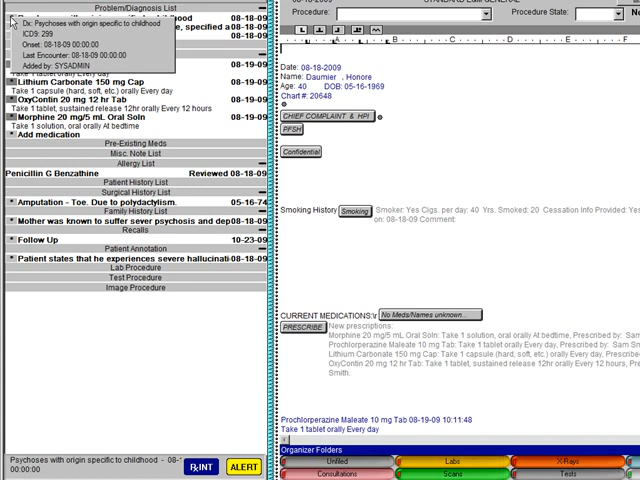 Problem/Diagnosis List
08-18-09
, specified a 08-18-09
08-18-09
Dx: Psychoses with origin specific to childhood
ICD9: 299
Onset: 08-18-09 00:00:00
Last Encounter: 08-18-09 00:00:00
Added by: SYSADMIN
08-19-09
Take 1 tablet orally Every day
Lithium Carbonate 150 mg Cap 08-18-09
Take 1 capsule (hard, soft, etc.) orally Every day
OxyContin 20 mg 12 hr Tab 08-18-09
Take 1 tablet, sustained release 12hr orally Every 12 hours
Morphine 20 mg/5 mL Oral Soln 08-19-09
Take 1 solution, oral orally At bedtime
Add medication
Pre-Existing Meds
Misc. Note List
Allergy List
Penicillin G Benzathine Reviewed 08-18-09
Patient History List
Surgical History List
Amputation - Toe. Due to polydactylism. 05-16-74
Family History List
Mother was known to suffer sever psychosis and dep 08-18-09
Recalls
Follow Up 10-23-09
Patient Annotation
Patient states that he experiences severe hallucinati 08-18-09
Lab Procedure
Test Procedure
Image Procedure
Psychoses with origin specific to childhood - 08-
00:00:00
RxINT
ALERT
08-18-2009
STANDARD
GENERAL
Procedure:
Procedure State:
A B C D E F
Date: 08-18-2009
Name: Daumier , Honore
Age: 40 DOB: 05-16-1969
Chart #: 20648
CHIEF COMPLAINT & HPI
PFSH
Confidential
Smoking History Smoking Smoker: Yes Cigs. per day: 40 Yrs. Smoked: 20 Cessation Info Provided: Yes
on: 08-18-09 Comment:
CURRENT MEDICATIONS:\r No Meds/Names unknown...
PRESCRIBE New prescriptions:
Morphine 20 mg/5 mL Oral Soln: Take 1 solution, oral orally At bedtime, Prescribed by: Sam
Prochlorperazine Maleate 10 mg Tab: Take 1 tablet orally Every day, Prescribed by: Sam Sm
Lithium Carbonate 150 mg Cap: Take 1 capsule (hard, soft, etc.) orally Every day, Prescribe
OxyContin 20 mg 12 hr Tab: Take 1 tablet, sustained release 12hr orally Every 12 hours, Pre
Smith.
Prochlorperazine Maleate 10 mg Tab 08-19-09 10:11:48
Take 1 tablet orally Every day
Organizer Folders
Unfiled Labs X-Rays
Consultations Scans Tests